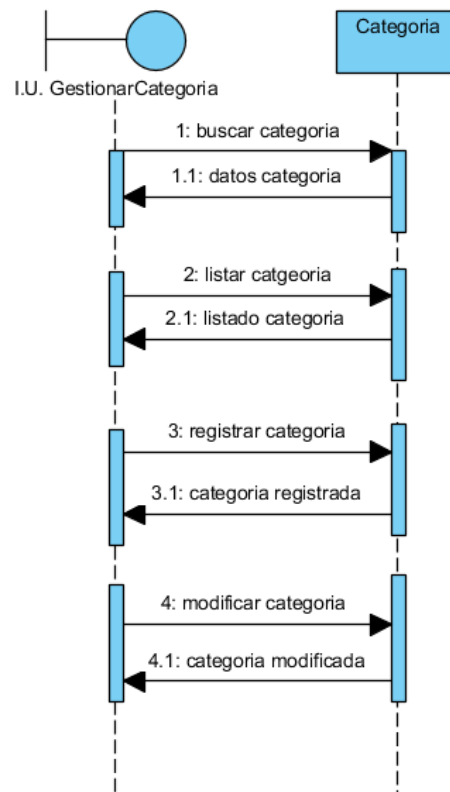 Categoria
I.U. GestionarCategoria
1: buscar categoria
1.1: datos categoria
2: listar catgeoria
2.1: listado categoria
3: registrar categoria
3.1: categoria registrada
4: modificar categoria
4.1: categoria modificada